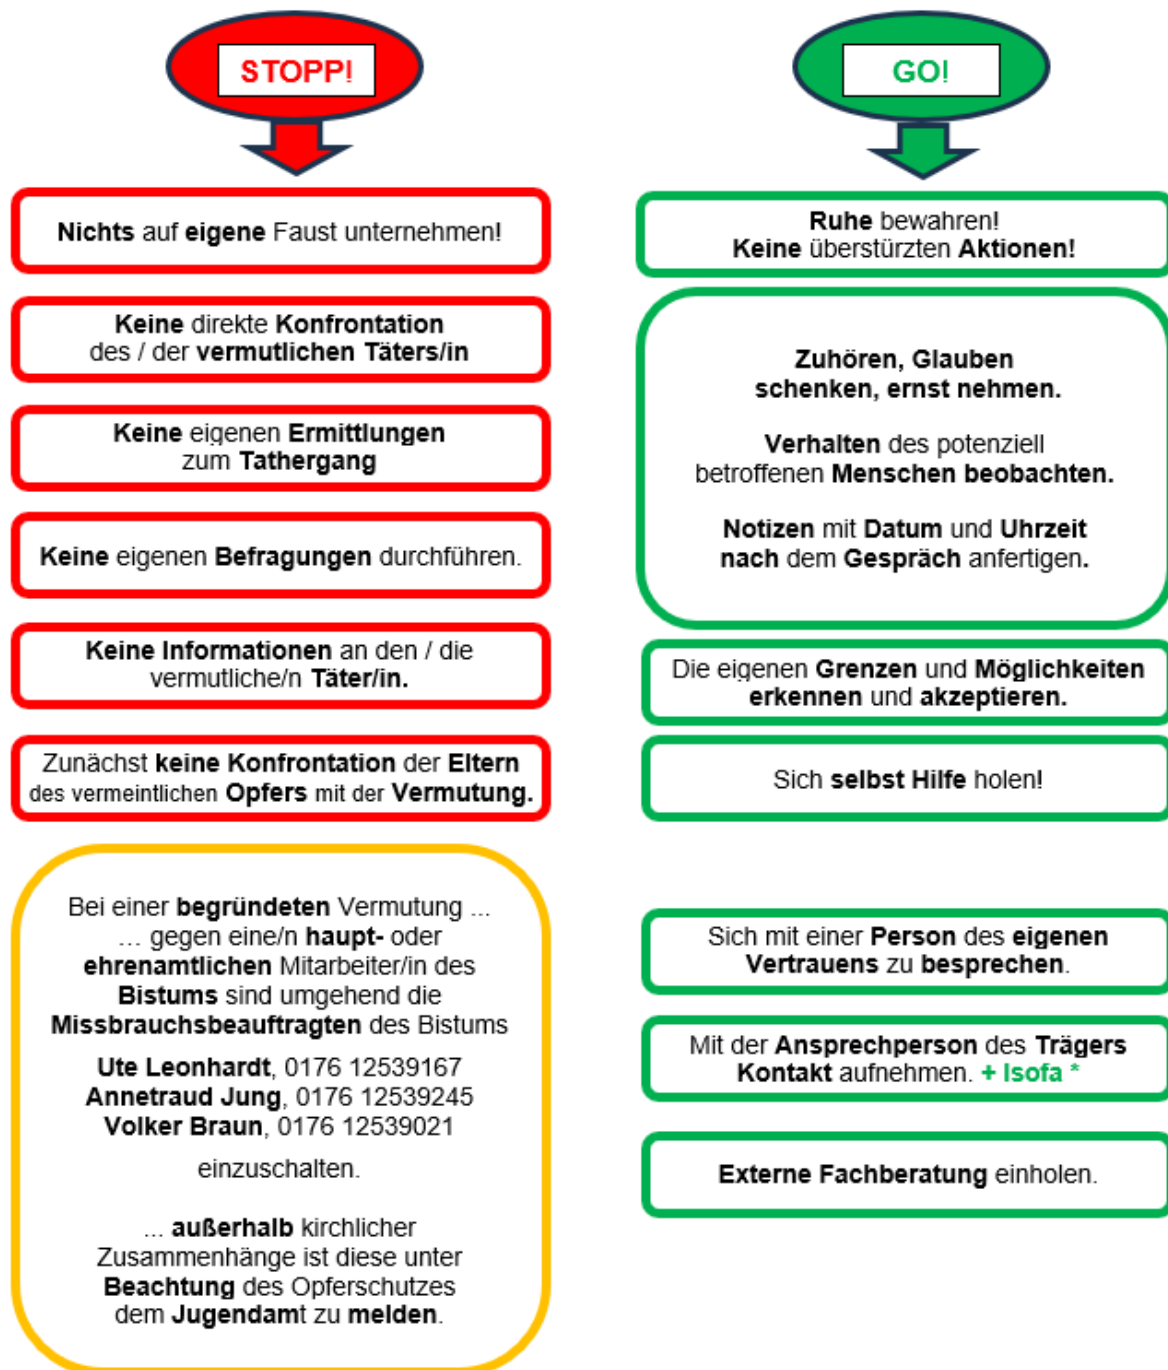 STOPP!
Nichts auf eigene Faust unternehmen!
Keine direkte Konfrontation
des / der vermutlichen Täters/in
Keine eigenen Ermittlungen
zum Tathergang
Keine eigenen Befragungen durchführen.
Keine Informationen an den / die
vermutliche/n Täter/in.
Zunächst keine Konfrontation der Eltern
des vermeintlichen Opfers mit der Vermutung.
Bei einer begründeten Vermutung ...
... gegen eine/n haupt- oder
ehrenamtlichen Mitarbeiter/in des
Bistums sind umgehend die
Missbrauchsbeauftragten des Bistums
Ute Leonhardt, 0176 12539167
Annetraud Jung, 0176 12539245
Volker Braun, 0176 12539021
einzuschalten.
... außerhalb kirchlicher
Zusammenhänge ist diese unter
Beachtung des Opferschutzes
dem Jugendamt zu melden.
GO!
Ruhe bewahren!
Keine überstürzten Aktionen!
Zuhören, Glauben
schenken, ernst nehmen.
Verhalten des potenziell
betroffenen Menschen beobachten.
Notizen mit Datum und Uhrzeit
nach dem Gespräch anfertigen.
Die eigenen Grenzen und Möglichkeiten
erkennen und akzeptieren.
Sich selbst Hilfe holen!
Sich mit einer Person des eigenen
Vertrauens zu besprechen.
Mit der Ansprechperson des Trägers
Kontakt aufnehmen. + Isofa *
Externe Fachberatung einholen.